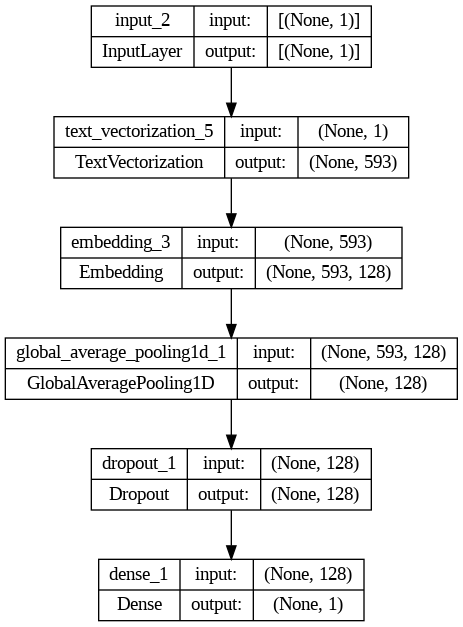 input_2 input: [(None, 1)]
InputLayer output: [(None, 1)]
text_vectorization_5 input: (None, 1)
TextVectorization output: (None, 593)
embedding_3 input: (None, 593)
Embedding output: (None, 593, 128)
global_average_pooling1d_1 input: (None, 593, 128)
GlobalAveragePooling1D output: (None, 128)
dropout_1 input: (None, 128)
Dropout output: (None, 128)
dense_1 input: (None, 128)
Dense output: (None, 1)